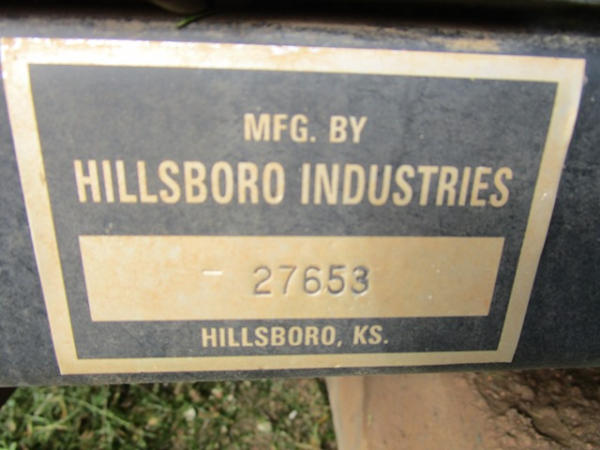 MFG. BY
HILLSBORO INDUSTRIES
- 27653
HILLSBORO, KS.